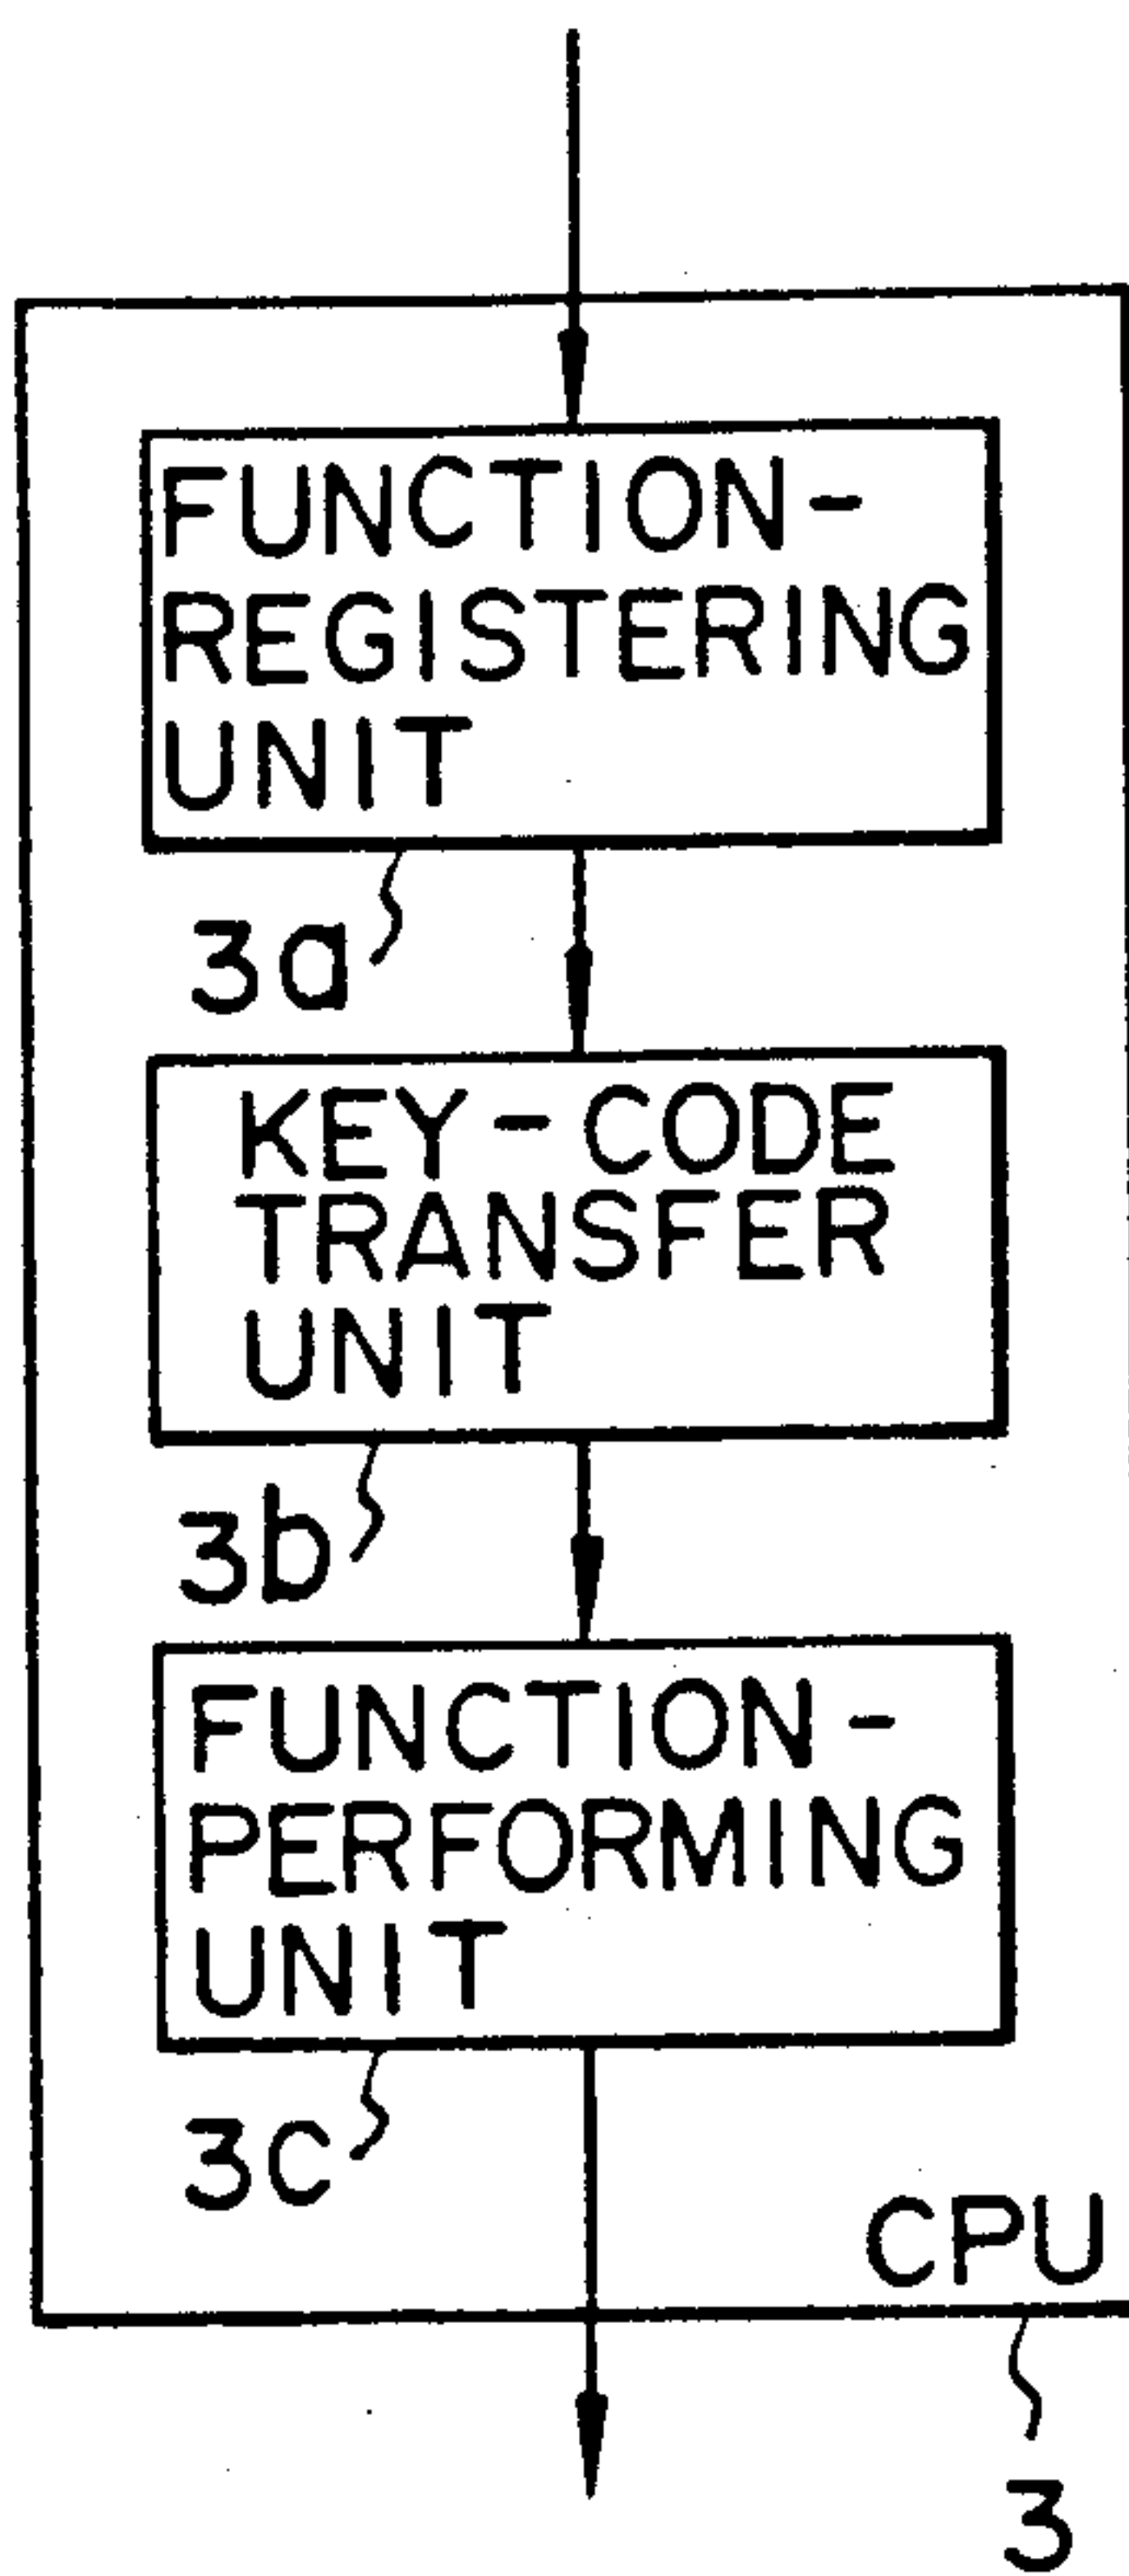 FUNCTION-
REGISTERING
UNIT
3a
KEY-CODE
TRANSFER
UNIT
3b
FUNCTION-
PERFORMING
UNIT
3c
CPU
3